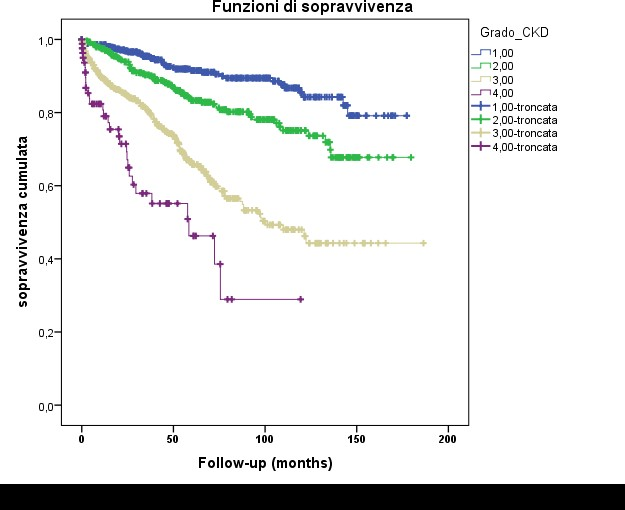 Funzioni di sopravvivenza
sopravvivenza cumulata
1,0
0,8
0,6
0,4
0,2
0,0
0 50 100 150 200
Follow-up (months)
Grado_CKD
1,00
2,00
3,00
4,00
1,00-troncata
2,00-troncata
3,00-troncata
4,00-troncata